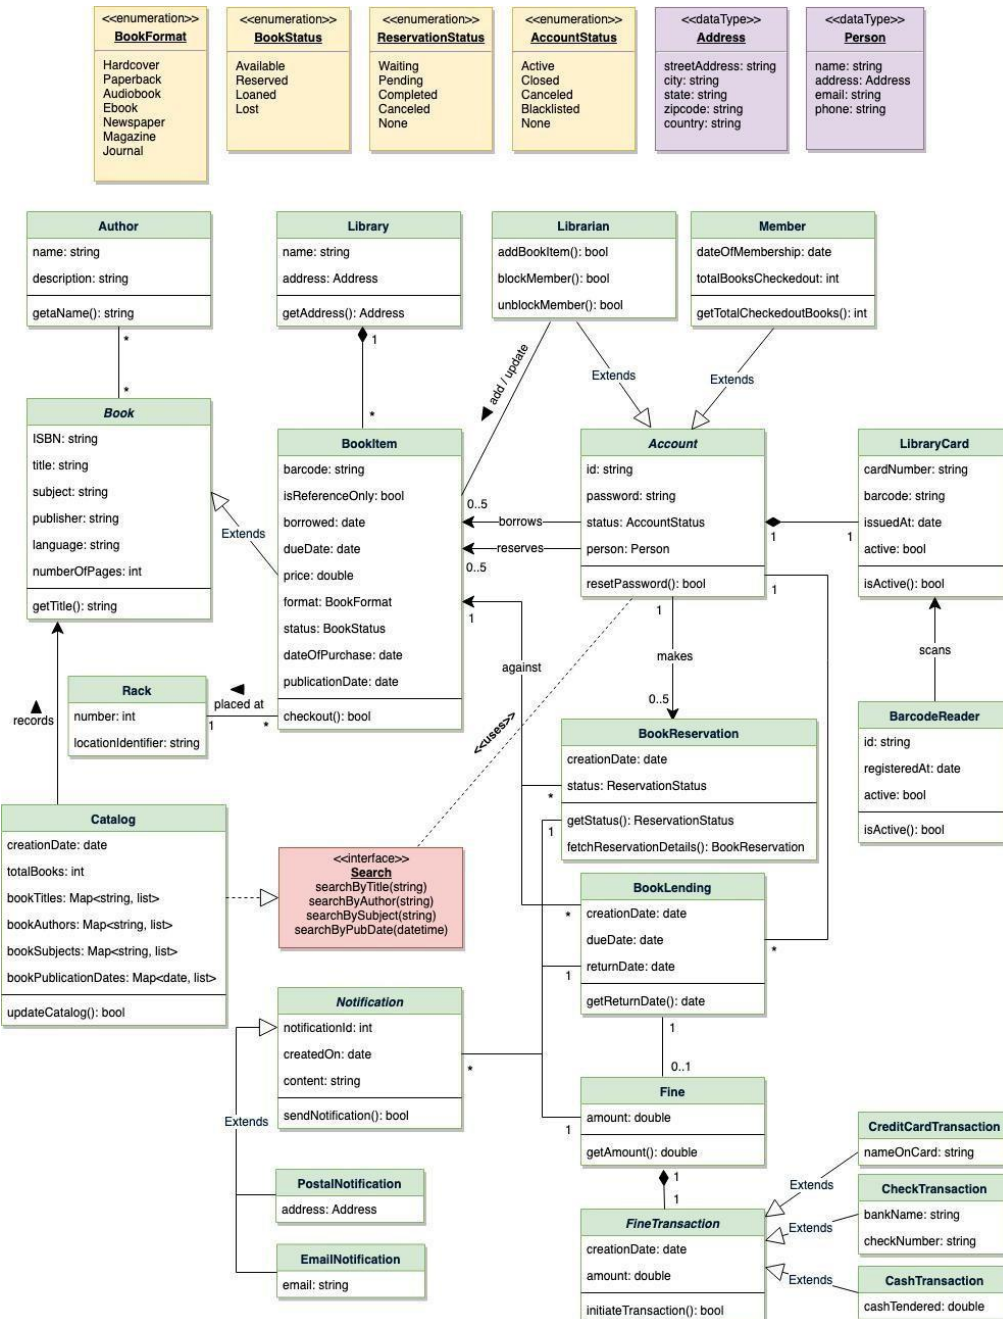 <<enumeration>>
BookFormat
Hardcover
Paperback
Audiobook
Ebook
Newspaper
Magazine
Journal
<<enumeration>>
BookStatus
Available
Reserved
Loaned
Lost
<<enumeration>>
ReservationStatus
Waiting
Pending
Completed
Canceled
None
<<enumeration>>
AccountStatus
Active
Closed
Canceled
Blacklisted
None
<<dataType>>
Address
streetAddress: string
city: string
state: string
zipcode: string
country: string
<<dataType>>
Person
name: string
address: Address
email: string
phone: string
Author
name: string
description: string
getaName(): string
Library
name: string
address: Address
getAddress(): Address
Librarian
addBookItem(): bool
blockMember(): bool
unblockMember(): bool
Member
dateOfMembership: date
totalBooksCheckedout: int
getTotalCheckedoutBooks(): int
*
*
1
*
add / update
Extends
Extends
Book
ISBN: string
title: string
subject: string
publisher: string
language: string
numberOfPages: int
getTitle(): string
Extends
BookItem
barcode: string
isReferenceOnly: bool
borrowed: date
dueDate: date
price: double
format: BookFormat
status: BookStatus
dateOfPurchase: date
publicationDate: date
checkout(): bool
0..5
borrows
reserves
0..5
1
Account
id: string
password: string
status: AccountStatus
person: Person
resetPassword(): bool
1
1
1
1
LibraryCard
cardNumber: string
barcode: string
issuedAt: date
active: bool
isActive(): bool
scans
against
makes
0..5
records
Rack
number: int
locationIdentifier: string
placed at
1
*
<<uses>>
BookReservation
creationDate: date
status: ReservationStatus
getStatus(): ReservationStatus
fetchReservationDetails(): BookReservation
*
1
BarcodeReader
id: string
registeredAt: date
active: bool
isActive(): bool
Catalog
creationDate: date
totalBooks: int
bookTitles: Map<string, list>
bookAuthors: Map<string, list>
bookSubjects: Map<string, list>
bookPublicationDates: Map<date, list>
updateCatalog(): bool
<<interface>>
Search
searchByTitle(string)
searchByAuthor(string)
searchBySubject(string)
searchByPubDate(datetime)
BookLending
creationDate: date
dueDate: date
returnDate: date
getReturnDate(): date
*
1
*
1
0..1
Notification
notificationId: int
createdOn: date
content: string
sendNotification(): bool
*
Extends
PostalNotification
address: Address
EmailNotification
email: string
Fine
amount: double
getAmount(): double
1
1
1
FineTransaction
creationDate: date
amount: double
initiateTransaction(): bool
Extends
Extends
Extends
CreditCardTransaction
nameOnCard: string
CheckTransaction
bankName: string
checkNumber: string
CashTransaction
cashTendered: double